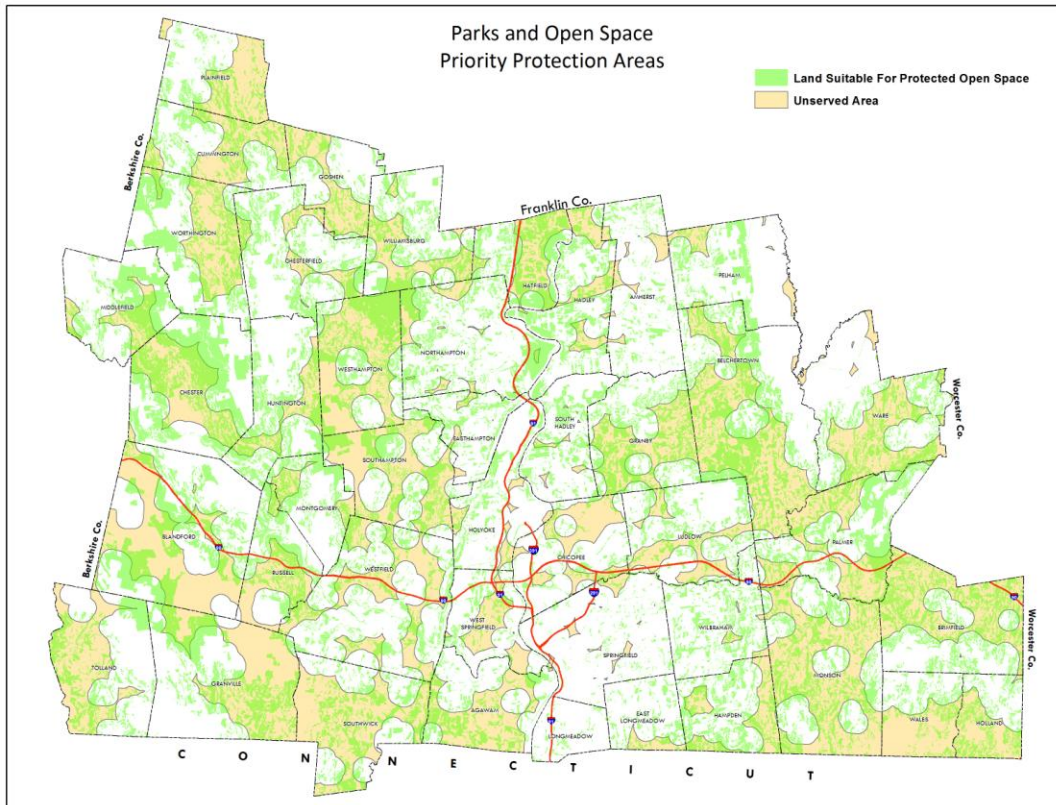 Parks and Open Space
Priority Protection Areas
Land Suitable For Protected Open Space
Unserved Area
PLAINFIELD
Berkshire Co.
CUMMINGTON
GOSHEN
Franklin Co.
WORTHINGTON
CHESTERFIELD
WILLIAMSBURG
HATFIELD
HADLEY
AMHERST
PELHAM
MIDDLEFIELD
NORTHAMPTON
WESTHAMPTON
BELCHERTOWN
CHESTER
HUNTINGTON
EASTHAMPTON
SOUTH
HADLEY
GRANBY
WARE
Worcester Co.
SOUTHAMPTON
MONTGOMERY
HOLYOKE
BLANDFORD
RUSSELL
WESTFIELD
CHICOPEE
LUDLOW
PALMER
Berkshire Co.
WEST
SPRINGFIELD
SPRINGFIELD
WILBRAHAM
BRIMFIELD
Worcester Co.
TOLLAND
GRANVILLE
SOUTHWICK
AGAWAM
LONGMEADOW
EAST
LONGMEADOW
HAMPDEN
MONSON
WALES
HOLLAND
CONNECTICUT